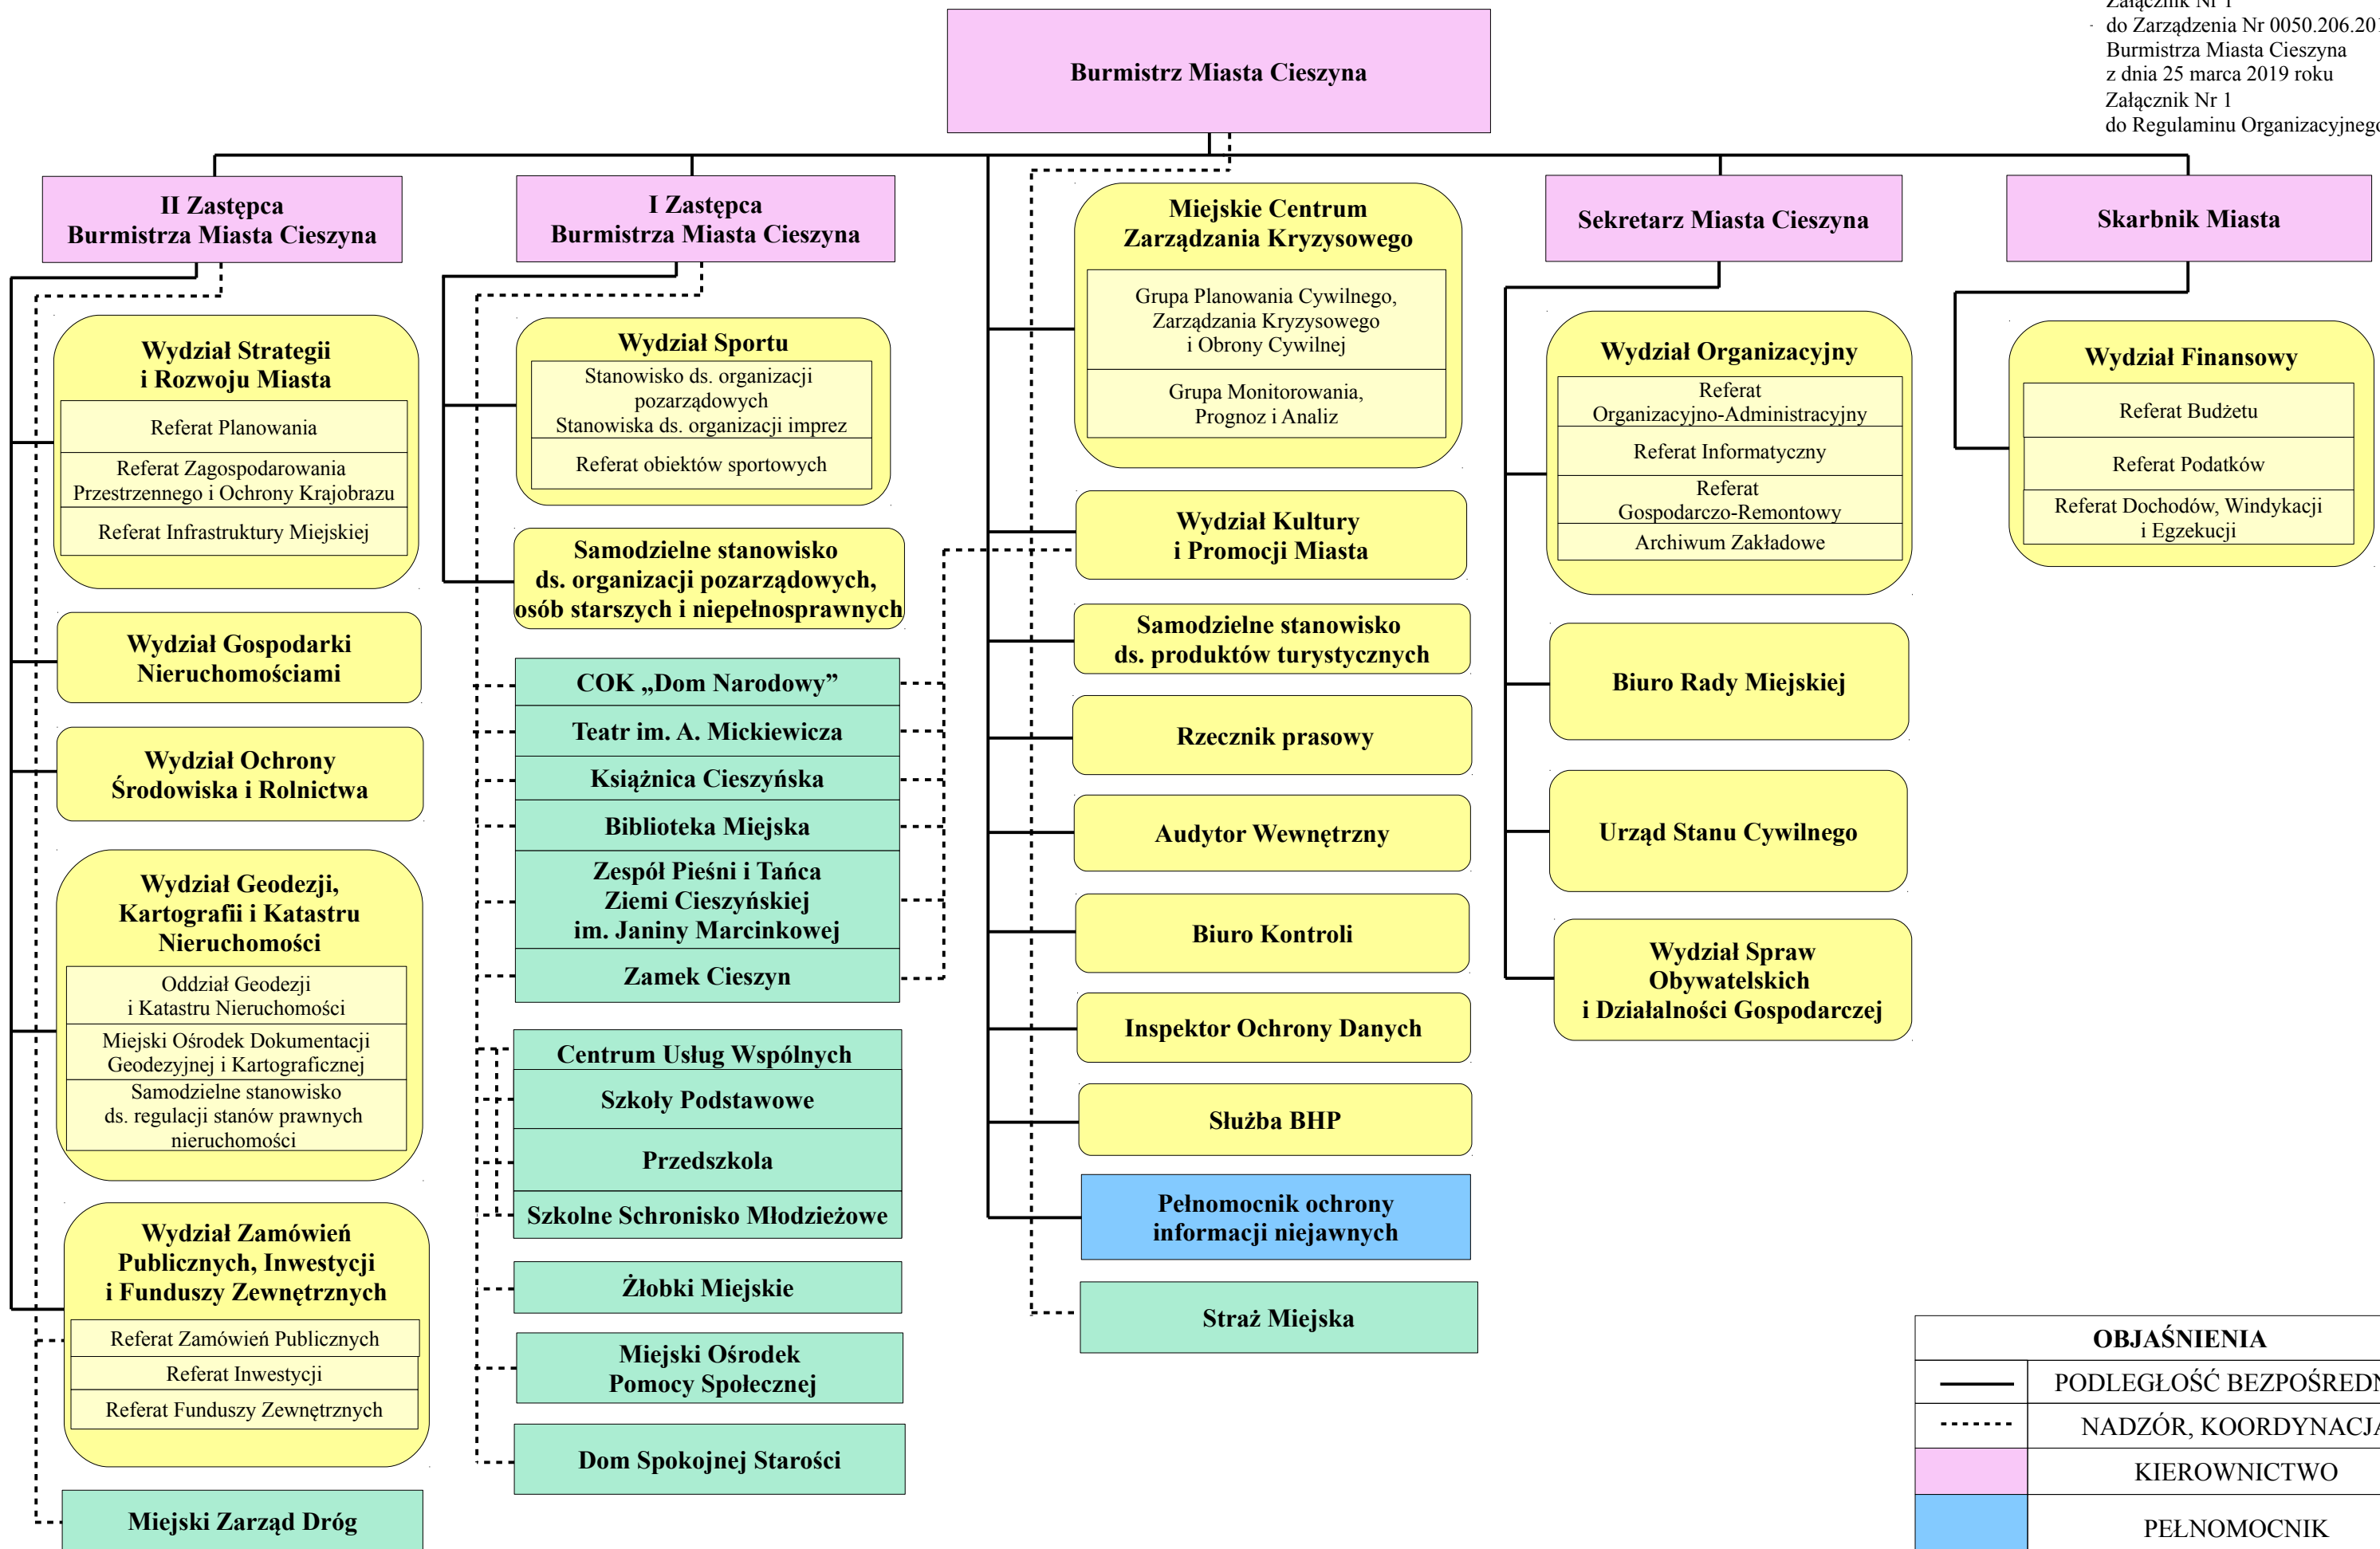 Załącznik Nr 1
do Zarządzenia Nr 0050.206.201
Burmistrza Miasta Cieszyna
z dnia 25 marca 2019 roku
Załącznik Nr 1
do Regulaminu Organizacyjnego
Burmistrz Miasta Cieszyna
II Zastępca
Burmistrza Miasta Cieszyna
I Zastępca
Burmistrza Miasta Cieszyna
Miejskie Centrum
Zarządzania Kryzysowego
Grupa Planowania Cywilnego,
Zarządzania Kryzysowego
i Obrony Cywilnej
Grupa Monitorowania,
Prognoz i Analiz
Sekretarz Miasta Cieszyna
Skarbnik Miasta
Wydział Strategii
i Rozwoju Miasta
Referat Planowania
Referat Zagospodarowania
Przestrzennego i Ochrony Krajobrazu
Referat Infrastruktury Miejskiej
Wydział Gospodarki
Nieruchomościami
Wydział Ochrony
Środowiska i Rolnictwa
Wydział Geodezji,
Kartografii i Katastru
Nieruchomości
Oddział Geodezji
i Katastru Nieruchomości
Miejski Ośrodek Dokumentacji
Geodezyjnej i Kartograficznej
Samodzielne stanowisko
ds. regulacji stanów prawnych
nieruchomości
Wydział Zamówień
Publicznych, Inwestycji
i Funduszy Zewnętrznych
Referat Zamówień Publicznych
Referat Inwestycji
Referat Funduszy Zewnętrznych
Miejski Zarząd Dróg
Wydział Sportu
Stanowisko ds. organizacji
pozarządowych
Stanowiska ds. organizacji imprez
Referat obiektów sportowych
Samodzielne stanowisko
ds. organizacji pozarządowych,
osób starszych i niepełnosprawnych
COK „Dom Narodowy”
Teatr im. A. Mickiewicza
Książnica Cieszyńska
Biblioteka Miejska
Zespół Pieśni i Tańca
Ziemi Cieszyńskiej
im. Janiny Marcinkowej
Zamek Cieszyn
Centrum Usług Wspólnych
Szkoły Podstawowe
Przedszkola
Szkolne Schronisko Młodzieżowe
Żłobki Miejskie
Miejski Ośrodek
Pomocy Społecznej
Dom Spokojnej Starości
Wydział Kultury
i Promocji Miasta
Samodzielne stanowisko
ds. produktów turystycznych
Rzecznik prasowy
Audytor Wewnętrzny
Biuro Kontroli
Inspektor Ochrony Danych
Służba BHP
Pełnomocnik ochrony
informacji niejawnych
Straż Miejska
Wydział Organizacyjny
Referat
Organizacyjno-Administracyjny
Referat Informatyczny
Referat
Gospodarczo-Remontowy
Archiwum Zakładowe
Biuro Rady Miejskiej
Urząd Stanu Cywilnego
Wydział Spraw
Obywatelskich
i Działalności Gospodarczej
Wydział Finansowy
Referat Budżetu
Referat Podatków
Referat Dochodów, Windykacji
i Egzekucji
OBJAŚNIENIA
PODLEGŁOŚĆ BEZPOŚREDN
NADZÓR, KOORDYNACJA
KIEROWNICTWO
PEŁNOMOCNIK